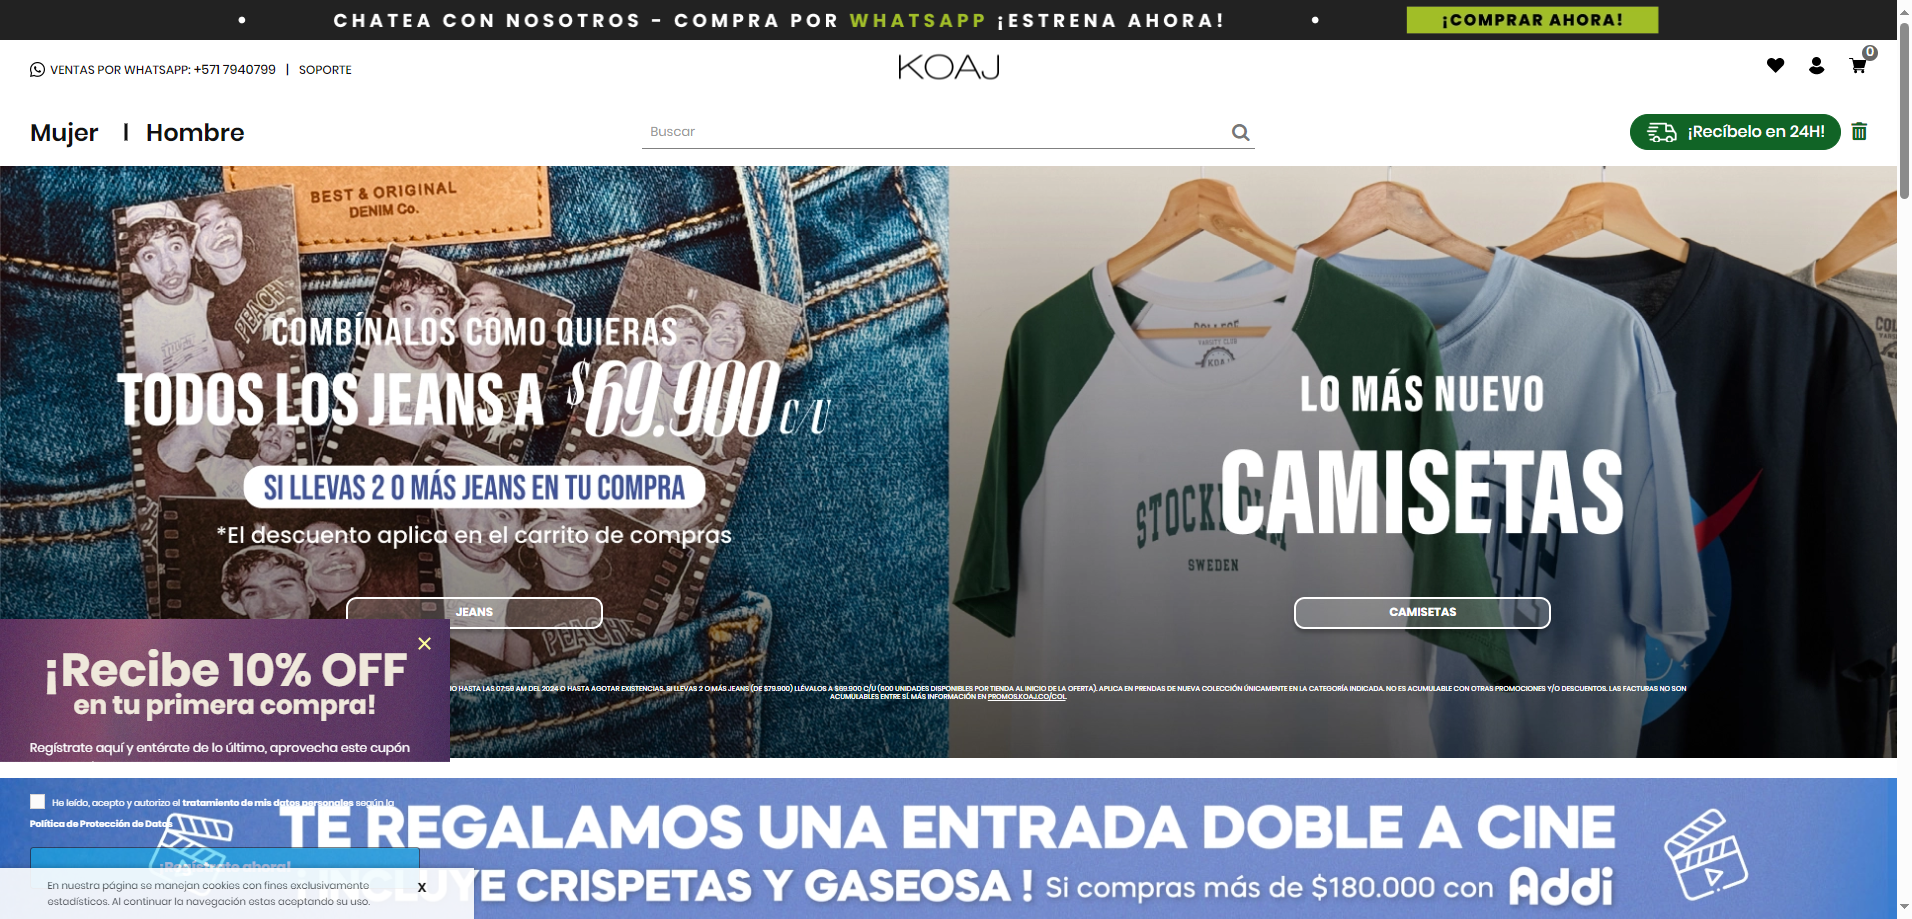 CHATEA CON NOSOTROS - COMPRA POR WHATSAPP ¡ESTRENA AHORA!
¡COMPRAR AHORA!
VENTAS POR WHATSAPP: +571 7940799 | SOPORTE
KOAJ
0
Mujer | Hombre
Buscar
¡Recíbelo en 24H!
BEST & ORIGINAL
DENIM Co.
COMBÍNALOS COMO QUIERAS
TODOS LOS JEANS A $69.900 C/U
SI LLEVAS 2 O MÁS JEANS EN TU COMPRA
*El descuento aplica en el carrito de compras
JEANS
PEACHY
COLLEGE
VARSITY CLUB
KOAJ
LO MÁS NUEVO
CAMISETAS
SWEDEN
CAMISETAS
HASTA LAS 07:59 AM DEL 2024 O HASTA AGOTAR EXISTENCIAS. SI LLEVAS 2 O MÁS JEANS (DE $79.900) LLÉVALOS A $69.900 C/U (600 UNIDADES DISPONIBLES POR TIENDA AL INICIO DE LA OFERTA). APLICA EN PRENDAS DE NUEVA COLECCIÓN ÚNICAMENTE EN LA CATEGORÍA INDICADA. NO ES ACUMULABLE CON OTRAS PROMOCIONES Y/O DESCUENTOS. LAS FACTURAS NO SON
ACUMULABLES ENTRE SÍ. MÁS INFORMACIÓN EN PROMOS.KOAJ.CO/COL
¡Recibe 10% OFF
en tu primera compra!
Regístrate aquí y entérate de lo último, aprovecha este cupón
He leído, acepto y autorizo el tratamiento de mis datos personales según la
Política de Protección de Datos
¡Regístrate ahora!
TE REGALAMOS UNA ENTRADA DOBLE A CINE
CRISPETAS Y GASEOSA ! Si compras más de $180.000 con Addi
En nuestra página se manejan cookies con fines exclusivamente
estadísticos. Al continuar la navegación estas aceptando su uso.
X